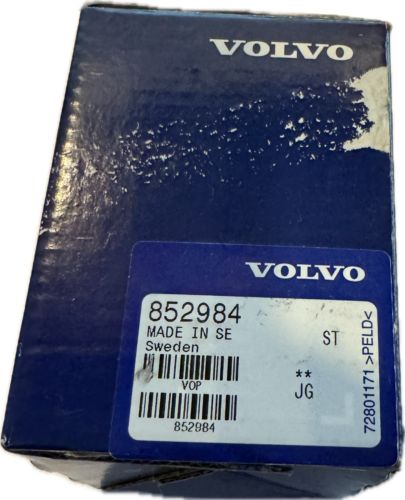 VOLVO
VOLVO
852984
MADE IN SE
ST
Sweden
VOP
**
JG
852984
72801171 >PELD<